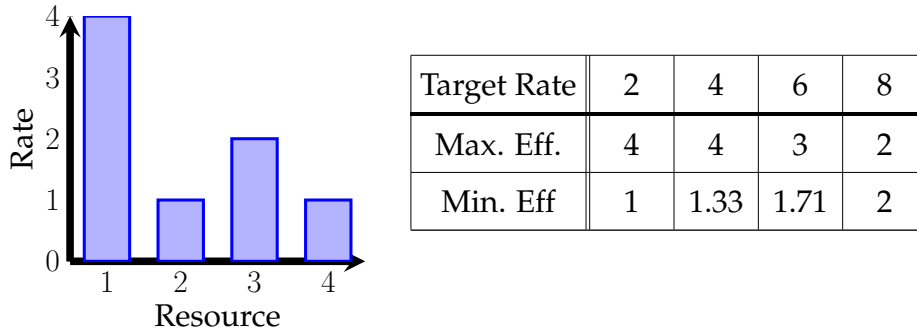 4
3
2
1
0
Rate
1 2 3 4
Resource
Target Rate 2 4 6 8
Max. Eff. 4 4 3 2
Min. Eff 1 1.33 1.71 2